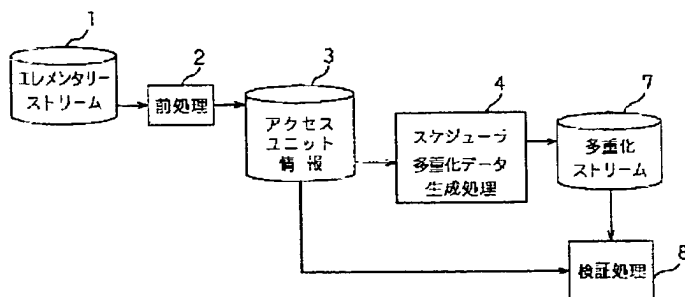 1
エレメンタリー
ストリーム
2
前処理
3
アクセス
ユニット
情報
4
スケジューラ
多重化データ
生成処理
7
多重化
ストリーム
検証処理
8